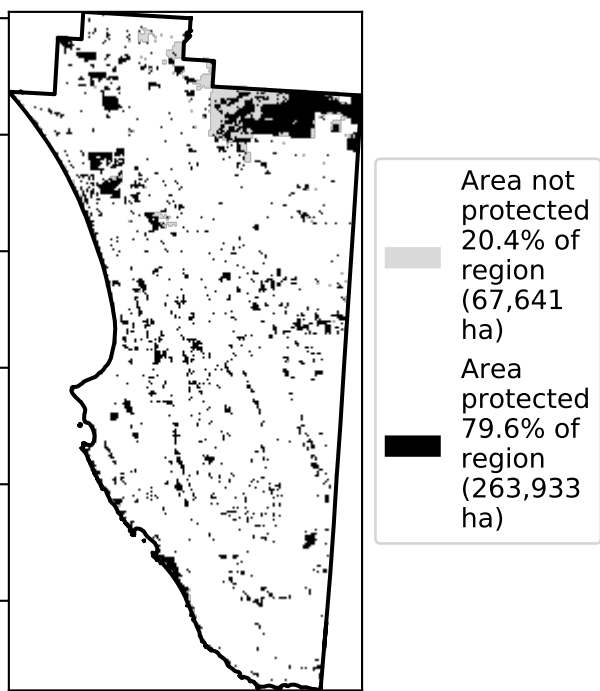 Area not
protected
20.4% of
region
(67,641
ha)
Area
protected
79.6% of
region
(263,933
ha)